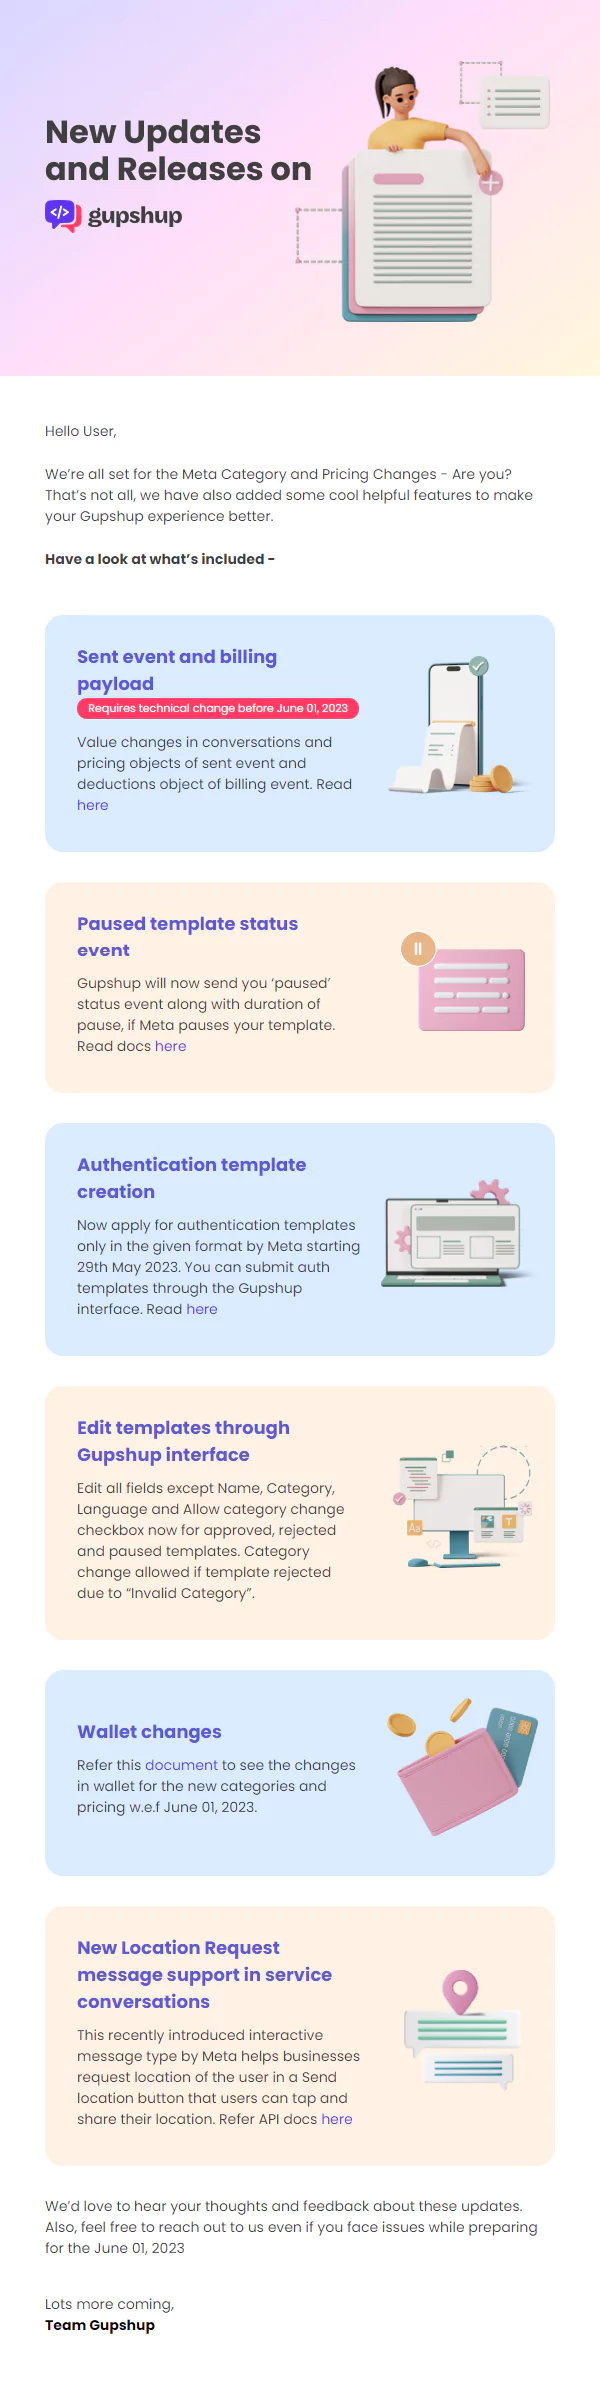 New Updates
and Releases on
gupshup
Hello User,
We're all set for the Meta Category and Pricing Changes - Are you?
That's not all, we have also added some cool helpful features to make
your Gupshup experience better.
Have a look at what's included -
Sent event and billing
payload
Requires technical change before June 01, 2023
Value changes in conversations and
pricing objects of sent event and
deductions object of billing event. Read
here
Paused template status
event
Gupshup will now send you ‘paused’
status event along with duration of
pause, if Meta pauses your template.
Read docs here
Authentication template
creation
Now apply for authentication templates
only in the given format by Meta starting
29th May 2023. You can submit auth
templates through the Gupshup
interface. Read here
Edit templates through
Gupshup interface
Edit all fields except Name, Category,
Language and Allow category change
checkbox now for approved, rejected
and paused templates. Category
change allowed if template rejected
due to “Invalid Category”.
Aa
T
Wallet changes
Refer this document to see the changes
in wallet for the new categories and
pricing w.e.f June 01, 2023.
New Location Request
message support in service
conversations
This recently introduced interactive
message type by Meta helps businesses
request location of the user in a Send
location button that users can tap and
share their location. Refer API docs here
We'd love to hear your thoughts and feedback about these updates.
Also, feel free to reach out to us even if you face issues while preparing
for the June 01, 2023
Lots more coming,
Team Gupshup